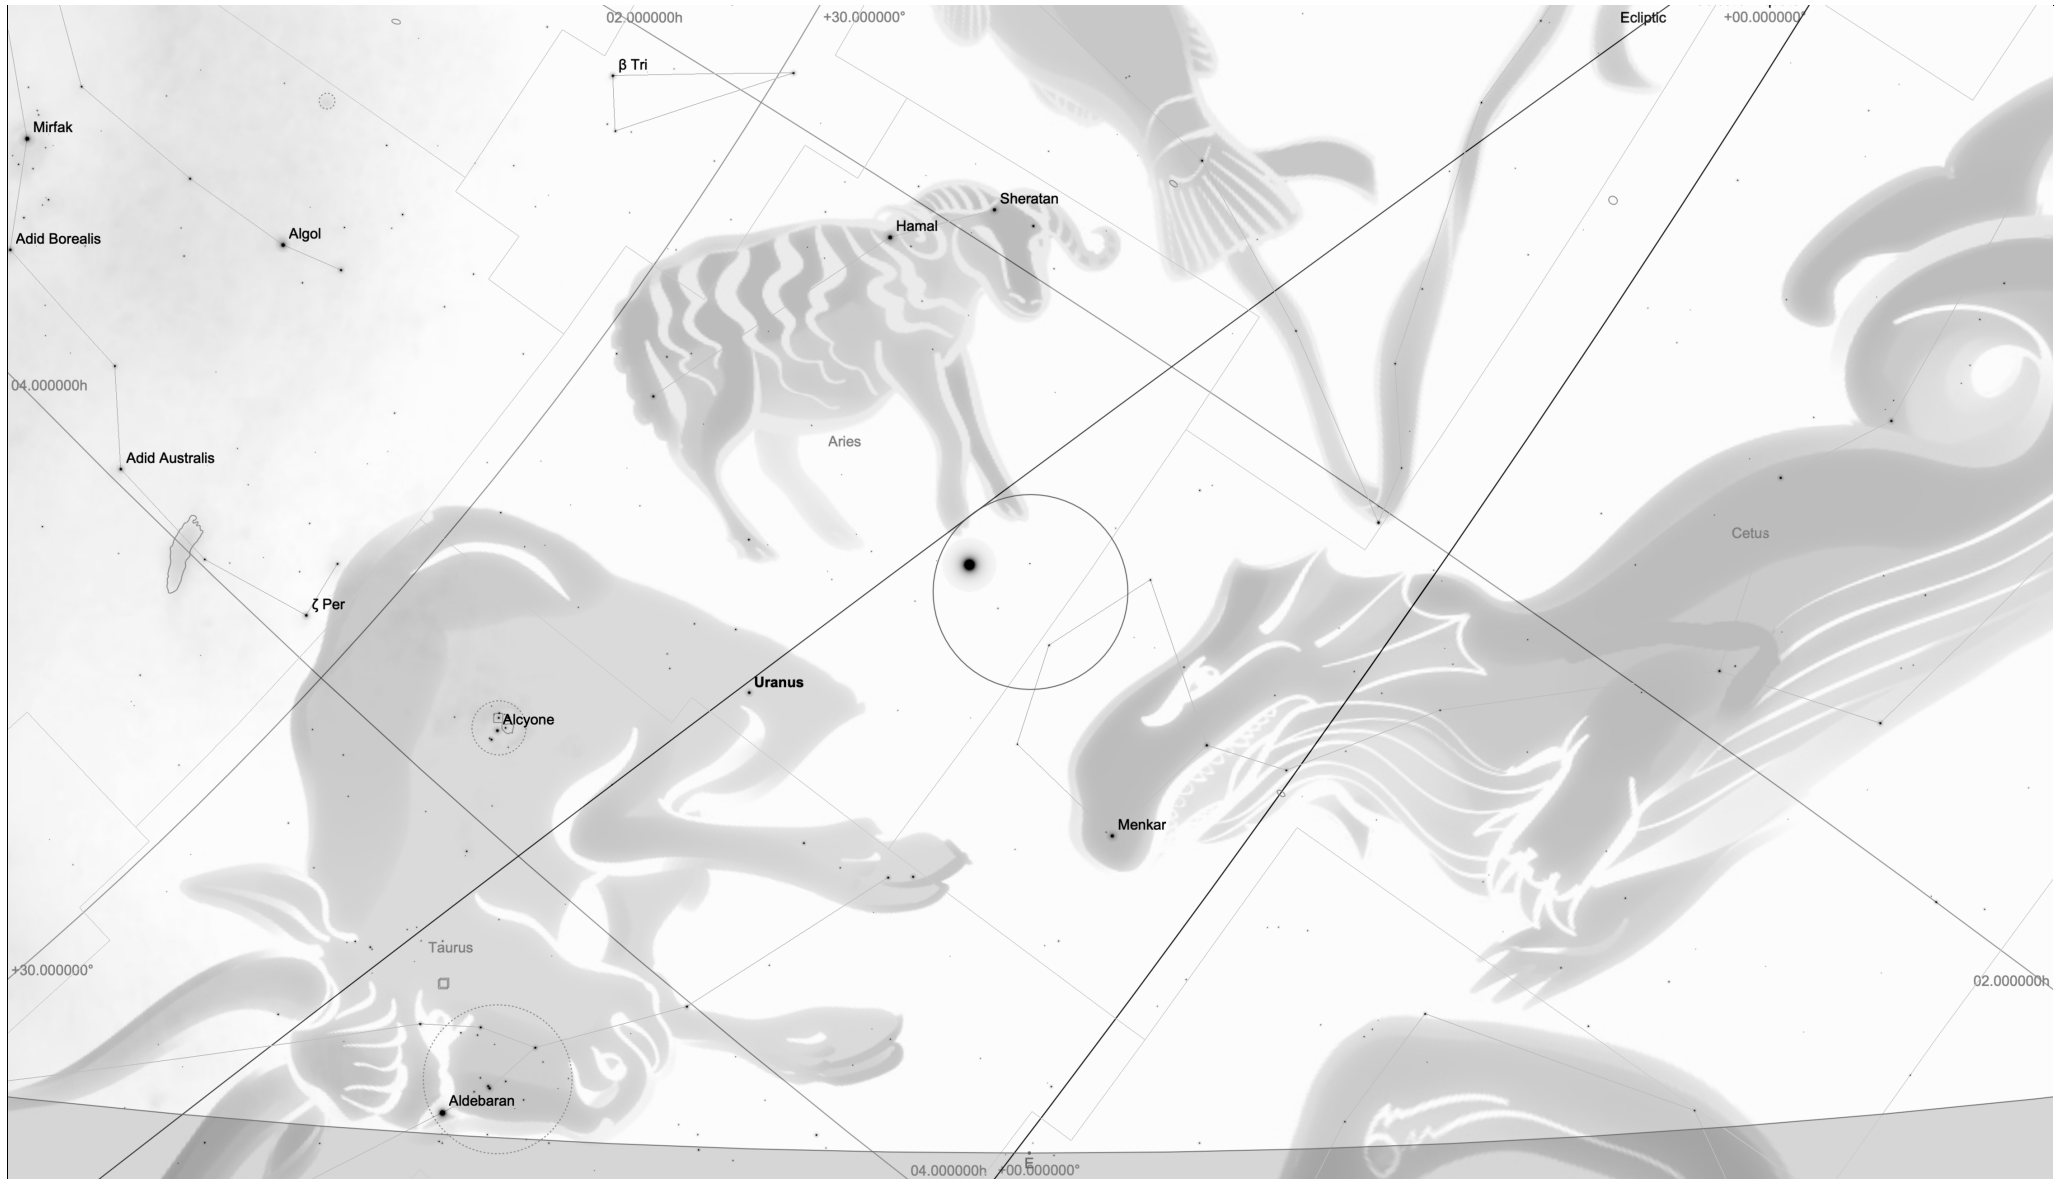 02.000000h
+30.000000°
Ecliptic
+00.000000°
β Tri
Mirfak
Sheratan
Hamal
Algol
Adid Borealis
04.000000h
Aries
Adid Australis
Cetus
ζ Per
Uranus
Alcyone
Menkar
Taurus
+30.000000°
02.000000h
Aldebaran
E
04.000000h
+00.000000°